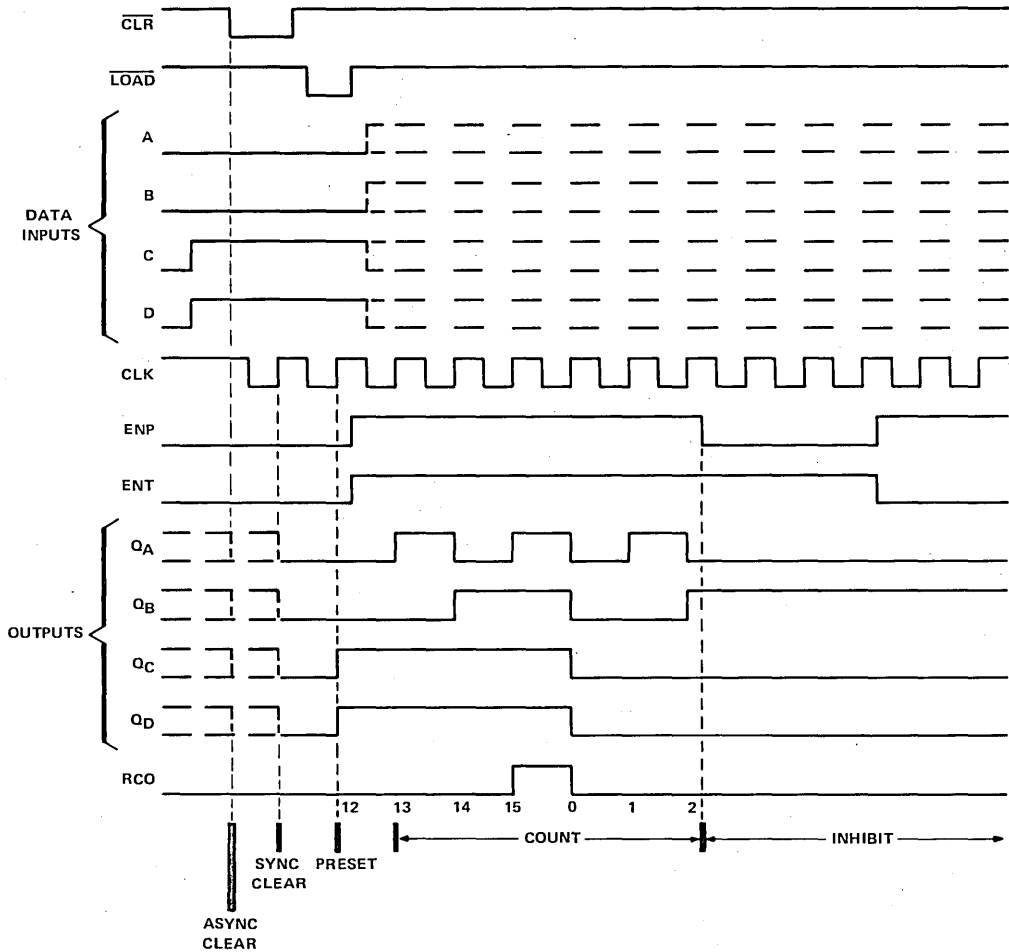 CLR
LOAD
A
B
DATA
INPUTS
C
D
CLK
ENP
ENT
QA
QB
OUTPUTS
QC
QD
RCO
12 13 14 15 0 1 2
COUNT INHIBIT
SYNC
CLEAR
PRESET
ASYNC
CLEAR